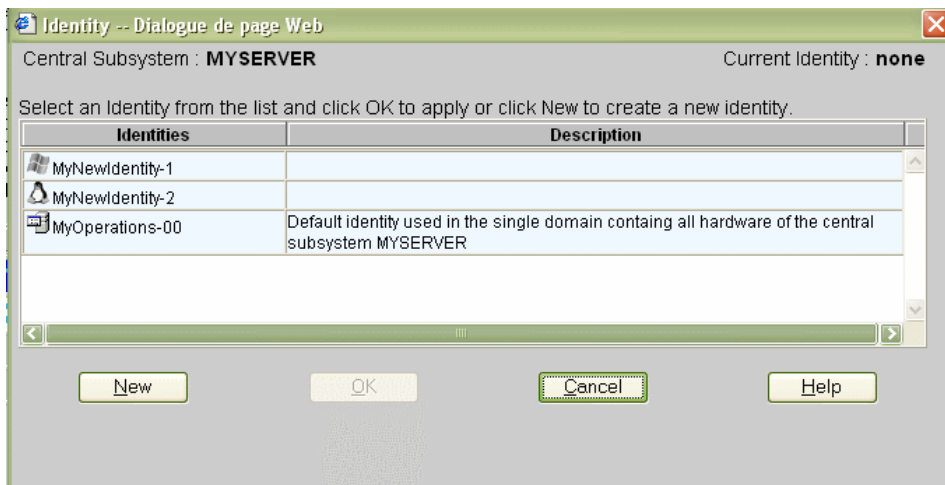 Identity -- Dialogue de page Web
Central Subsystem : MYSERVER
Current Identity : none
Select an Identity from the list and click OK to apply or click New to create a new identity.
Identities
Description
MyNewIdentity-1
MyNewIdentity-2
MyOperations-00
Default identity used in the single domain containg all hardware of the central
subsystem MYSERVER
New
OK
Cancel
Help